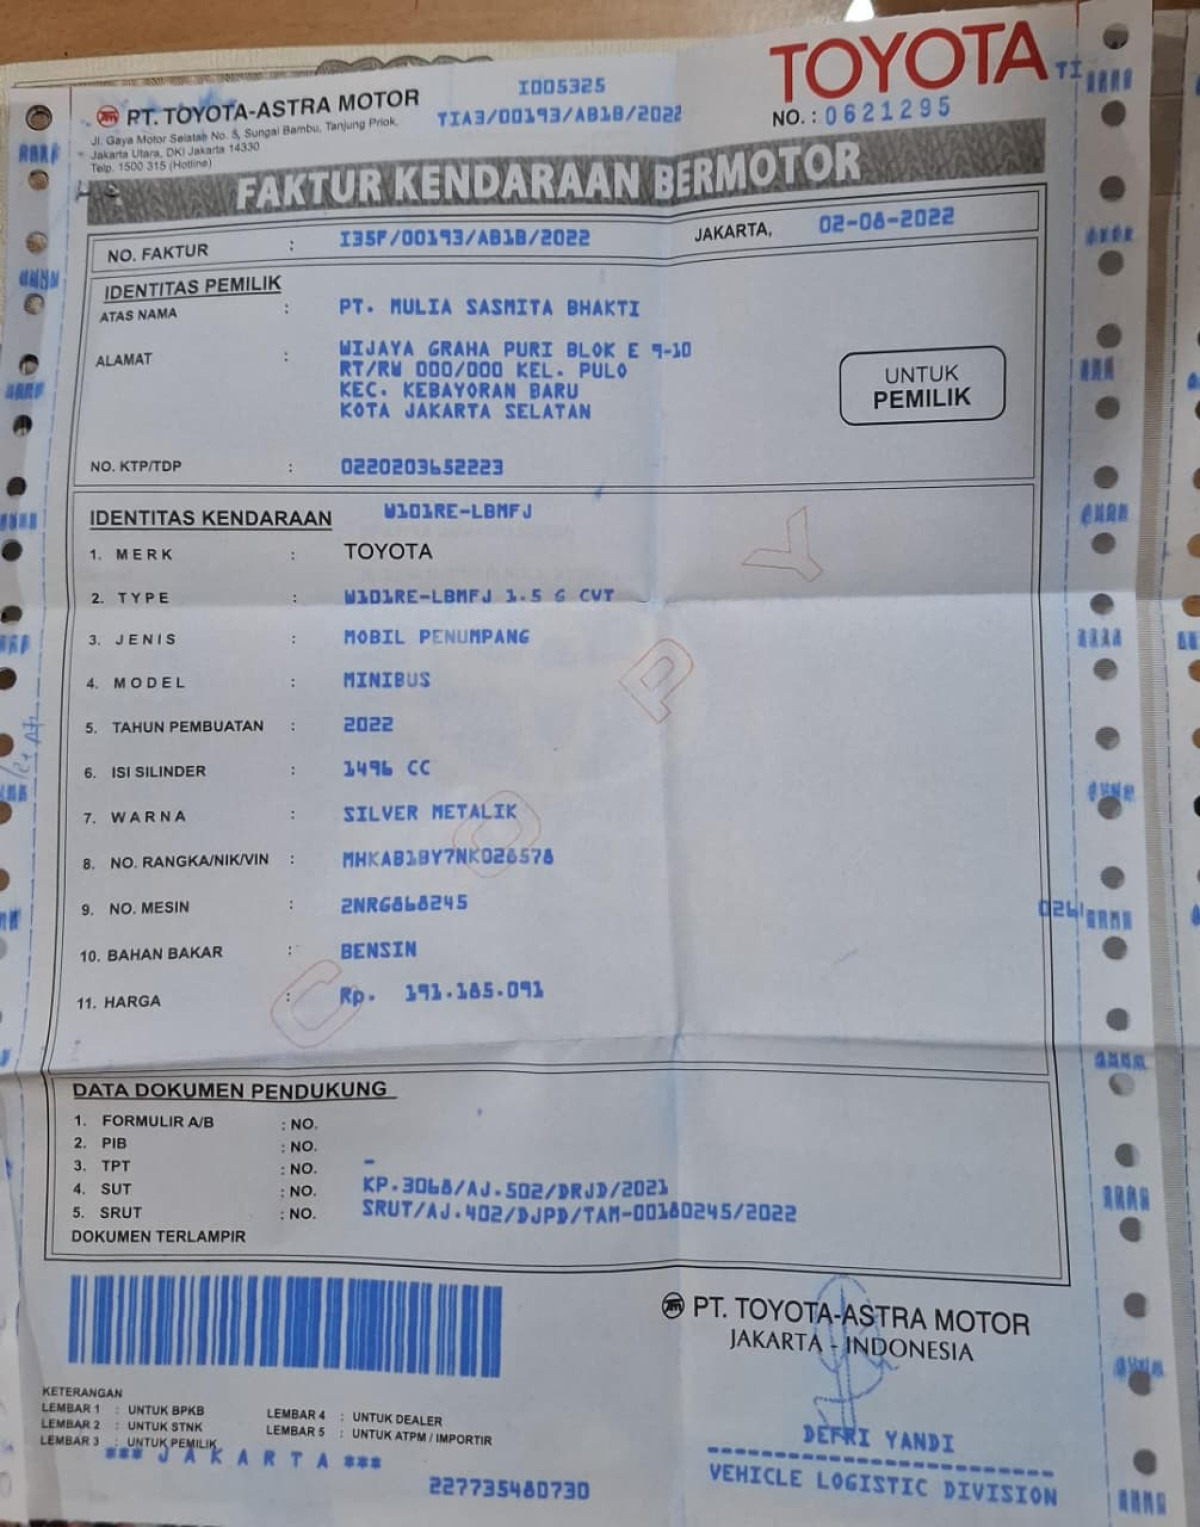 TOYOTA
PT. TOYOTA-ASTRA MOTOR
Jl. Gaya Motor Selatan No. 5, Sungai Bambu, Tanjung Priok,
Jakarta Utara, DKI Jakarta 14330
Telp. 1500 315 (Hotline)
IDD5325
TIA3/00193/AB1B/2022
NO. : 0621295
FAKTUR KENDARAAN BERMOTOR
NO. FAKTUR : I35F/00193/AB1B/2022 JAKARTA, 02-08-2022
IDENTITAS PEMILIK
ATAS NAMA : PT. MULIA SASMITA BHAKTI
ALAMAT : WIJAYA GRAHA PURI BLOK E 9-10
RT/RW 000/000 KEL. PULO
KEC. KEBAYORAN BARU
KOTA JAKARTA SELATAN
UNTUK
PEMILIK
NO. KTP/TDP : 0220203652223
IDENTITAS KENDARAAN W101RE-LBMFJ
1. MERK : TOYOTA
2. TYPE : W101RE-LBMFJ 1.5 G CVT
3. JENIS : MOBIL PENUMPANG
4. MODEL : MINIBUS
5. TAHUN PEMBUATAN : 2022
6. ISI SILINDER : 1496 CC
7. WARNA : SILVER METALIK
8. NO. RANGKA/NIK/VIN : MHKAB1BY7NK028578
9. NO. MESIN : 2NRG868245
10. BAHAN BAKAR : BENSIN
11. HARGA : Rp. 191.185.091
COPY
DATA DOKUMEN PENDUKUNG
1. FORMULIR A/B : NO.
2. PIB : NO.
3. TPT : NO. -
4. SUT : NO. KP.3068/AJ.502/DRJD/2021
5. SRUT : NO. SRUT/AJ.402/DJPD/TAM-00180245/2022
DOKUMEN TERLAMPIR
PT. TOYOTA-ASTRA MOTOR
JAKARTA - INDONESIA
KETERANGAN
LEMBAR 1 : UNTUK BPKB
LEMBAR 2 : UNTUK STNK
LEMBAR 3 : UNTUK PEMILIK
LEMBAR 4 : UNTUK DEALER
LEMBAR 5 : UNTUK ATPM / IMPORTIR
*** J A K A R T A ***
227735480730
DEFRI YANDI
VEHICLE LOGISTIC DIVISION